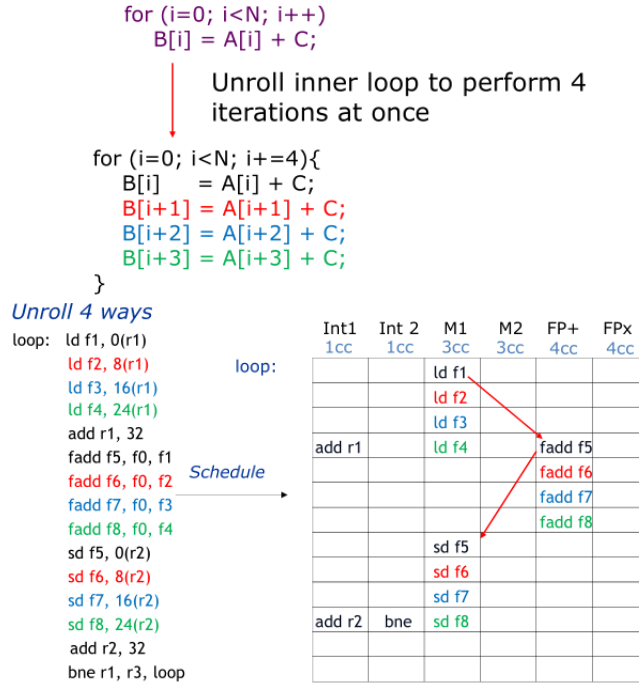 for (i=0; i<N; i++)
B[i] = A[i] + C;
Unroll inner loop to perform 4
iterations at once
for (i=0; i<N; i+=4){
B[i] = A[i] + C;
B[i+1] = A[i+1] + C;
B[i+2] = A[i+2] + C;
B[i+3] = A[i+3] + C;
}
Unroll 4 ways
loop: ld f1, 0(r1)
ld f2, 8(r1)
ld f3, 16(r1)
ld f4, 24(r1)
add r1, 32
fadd f5, f0, f1
fadd f6, f0, f2
fadd f7, f0, f3
fadd f8, f0, f4
sd f5, 0(r2)
sd f6, 8(r2)
sd f7, 16(r2)
sd f8, 24(r2)
add r2, 32
bne r1, r3, loop
Schedule
Int1 Int 2 M1 M2 FP+ FPx
1cc 1cc 3cc 3cc 4cc 4cc
loop: ld f1
ld f2
ld f3
add r1 ld f4 fadd f5
fadd f6
fadd f7
fadd f8
sd f5
sd f6
sd f7
add r2 bne sd f8